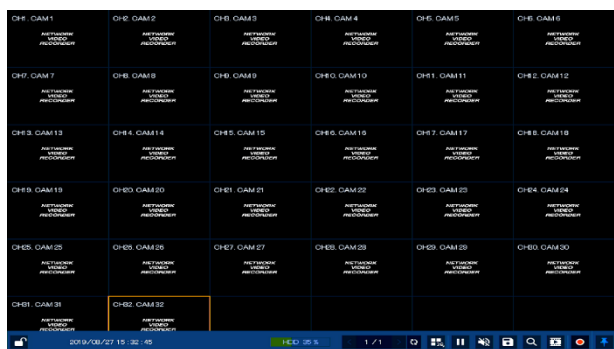 CH1. CAM 1
NETWORK
VIDEO
RECORDER
CH2. CAM 2
NETWORK
VIDEO
RECORDER
CH3. CAM 3
NETWORK
VIDEO
RECORDER
CH4. CAM 4
NETWORK
VIDEO
RECORDER
CH5. CAM 5
NETWORK
VIDEO
RECORDER
CH6. CAM 6
NETWORK
VIDEO
RECORDER
CH7. CAM 7
NETWORK
VIDEO
RECORDER
CH8. CAM 8
NETWORK
VIDEO
RECORDER
CH9. CAM 9
NETWORK
VIDEO
RECORDER
CH10. CAM 10
NETWORK
VIDEO
RECORDER
CH11. CAM 11
NETWORK
VIDEO
RECORDER
CH12. CAM 12
NETWORK
VIDEO
RECORDER
CH13. CAM 13
NETWORK
VIDEO
RECORDER
CH14. CAM 14
NETWORK
VIDEO
RECORDER
CH15. CAM 15
NETWORK
VIDEO
RECORDER
CH16. CAM 16
NETWORK
VIDEO
RECORDER
CH17. CAM 17
NETWORK
VIDEO
RECORDER
CH18. CAM 18
NETWORK
VIDEO
RECORDER
CH19. CAM 19
NETWORK
VIDEO
RECORDER
CH20. CAM 20
NETWORK
VIDEO
RECORDER
CH21. CAM 21
NETWORK
VIDEO
RECORDER
CH22. CAM 22
NETWORK
VIDEO
RECORDER
CH23. CAM 23
NETWORK
VIDEO
RECORDER
CH24. CAM 24
NETWORK
VIDEO
RECORDER
CH25. CAM 25
NETWORK
VIDEO
RECORDER
CH26. CAM 26
NETWORK
VIDEO
RECORDER
CH27. CAM 27
NETWORK
VIDEO
RECORDER
CH28. CAM 28
NETWORK
VIDEO
RECORDER
CH29. CAM 29
NETWORK
VIDEO
RECORDER
CH30. CAM 30
NETWORK
VIDEO
RECORDER
CH31. CAM 31
NETWORK
VIDEO
RECORDER
CH32. CAM 32
NETWORK
VIDEO
RECORDER
2019/08/27 15:32:45
HDD 35%
1 / 1